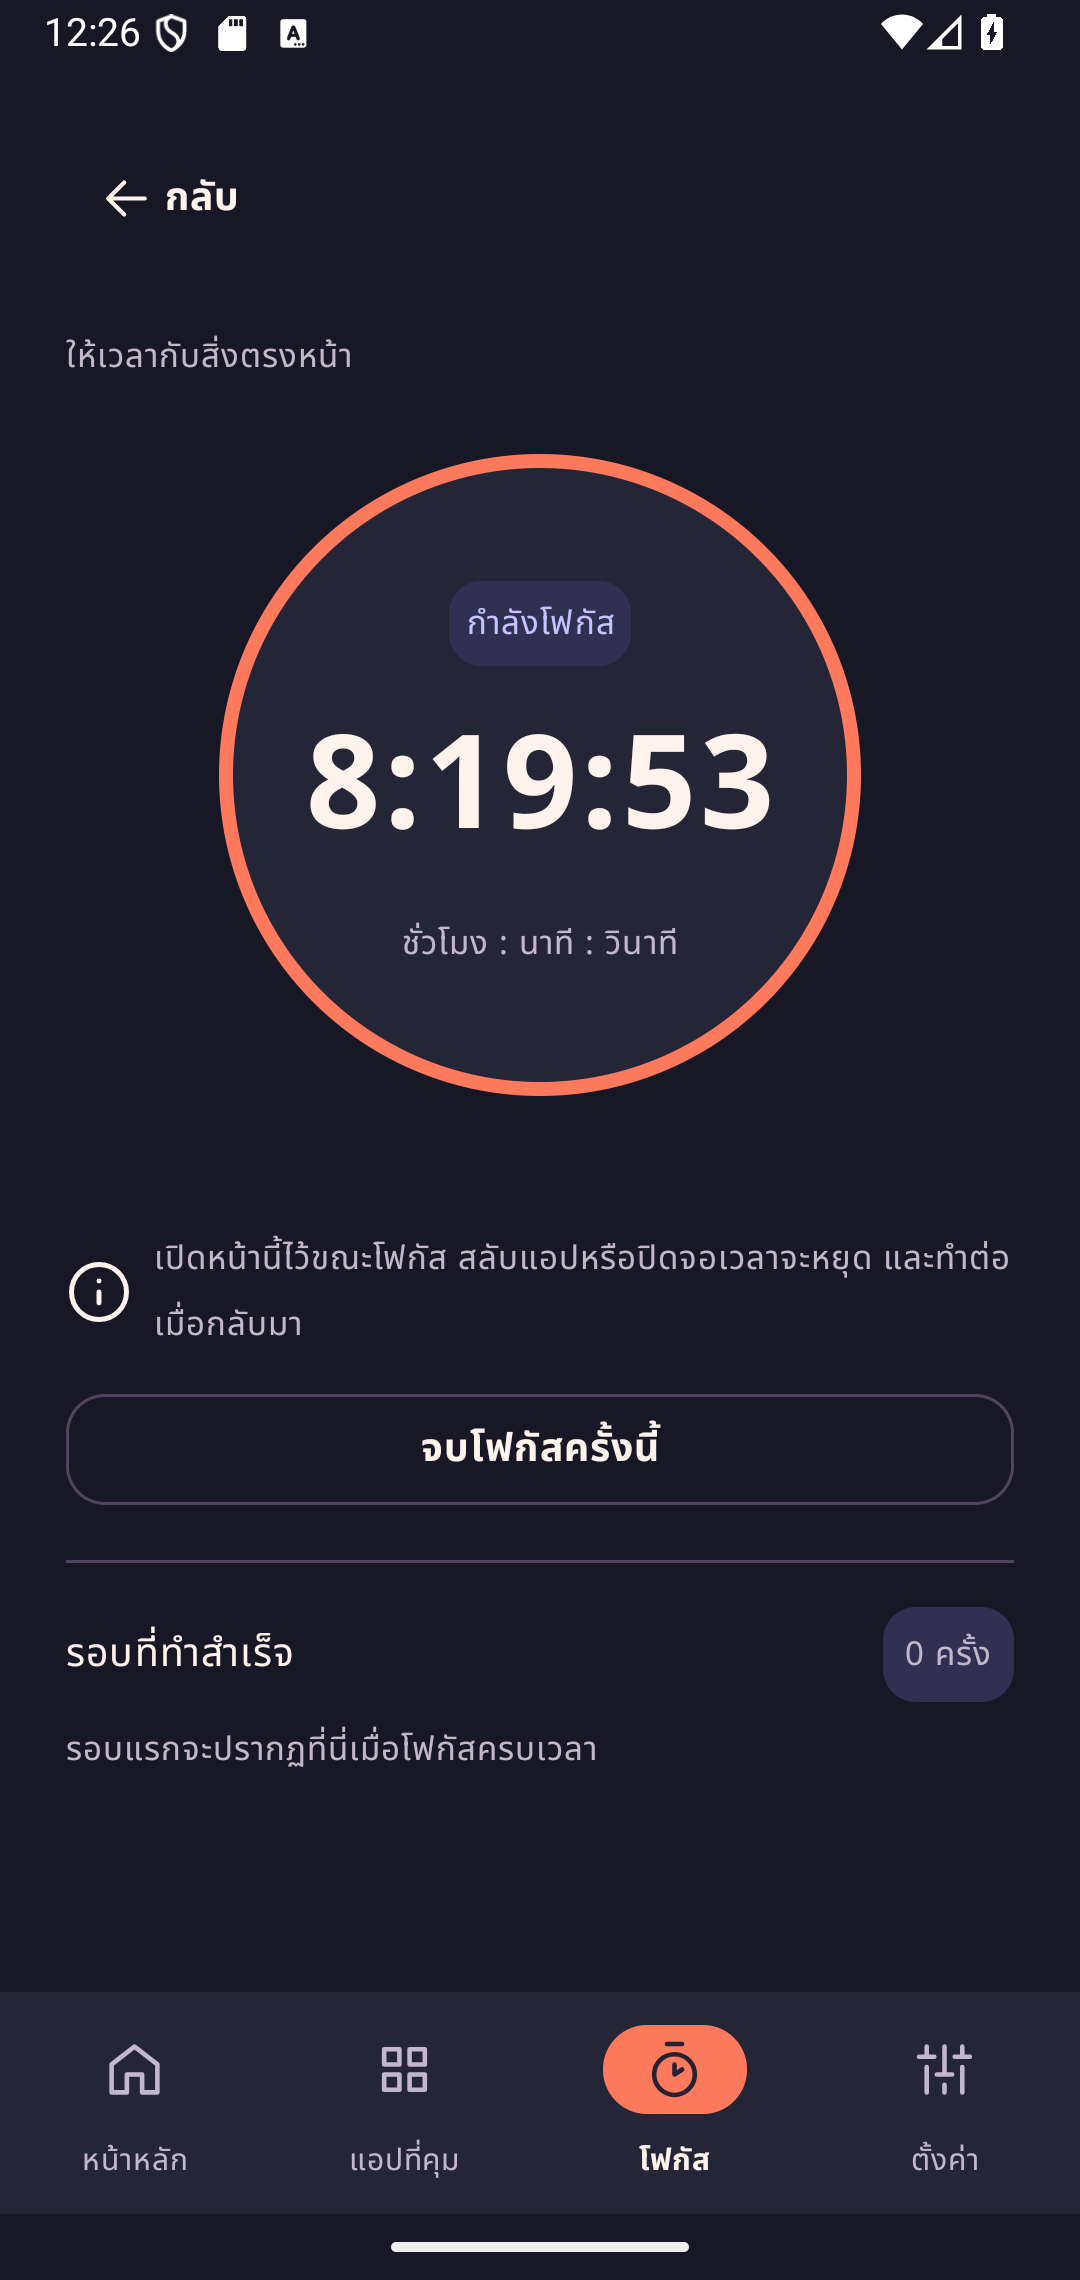 12:26
กลับ
ให้เวลากับสิ่งตรงหน้า
กำลังโฟกัส
8:19:53
ชั่วโมง : นาที : วินาที
เปิดหน้านี้ไว้ขณะโฟกัส สลับแอปหรือปิดจอเวลาจะหยุด และทำต่อ
เมื่อกลับมา
จบโฟกัสครั้งนี้
รอบที่ทำสำเร็จ
0 ครั้ง
รอบแรกจะปรากฏที่นี่เมื่อโฟกัสครบเวลา
หน้าหลัก
แอปที่คุม
โฟกัส
ตั้งค่า